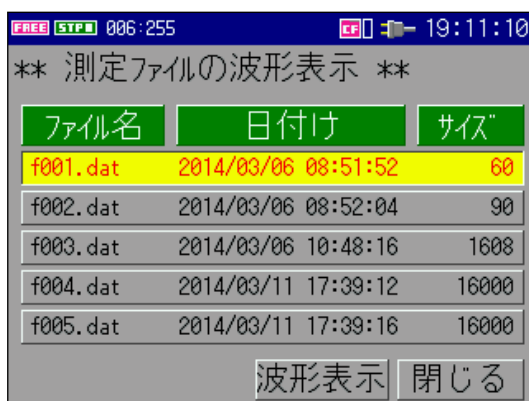 FREE STPⅡ 006:255 CF 19:11:10
** 測定ファイルの波形表示 **
ファイル名 日付け サイズ
f001.dat 2014/03/06 08:51:52 60
f002.dat 2014/03/06 08:52:04 90
f003.dat 2014/03/06 10:48:16 1608
f004.dat 2014/03/11 17:39:12 16000
f005.dat 2014/03/11 17:39:16 16000
波形表示 閉じる